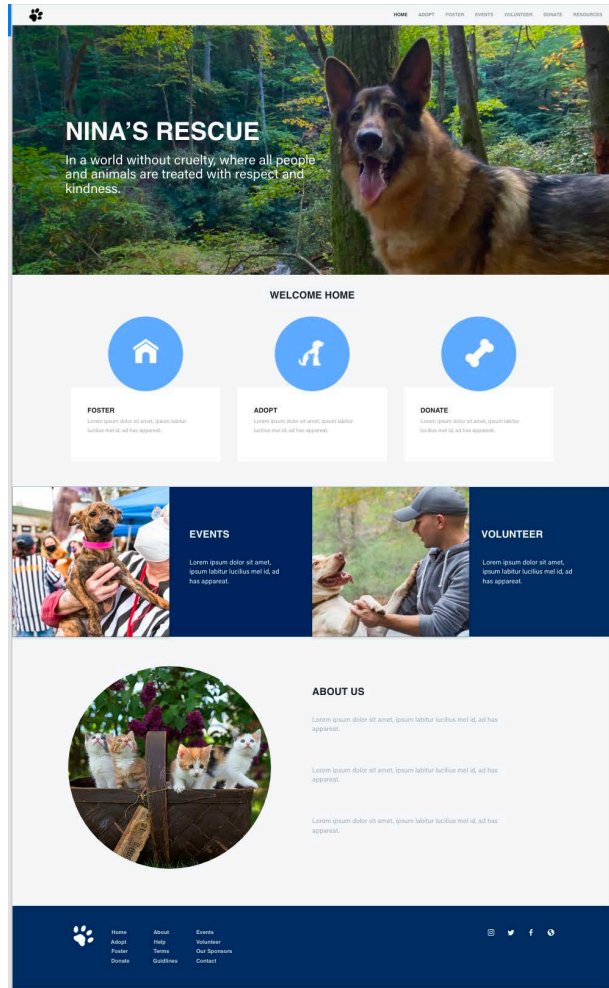 HOME ADOPT FOSTER EVENTS VOLUNTEER DONATE RESOURCES
NINA'S RESCUE
In a world without cruelty, where all people
and animals are treated with respect and
kindness.
WELCOME HOME
FOSTER
Lorem ipsum dolor sit amet, ipsum labitur
lucilius mel id, ad has appareat.
ADOPT
Lorem ipsum dolor sit amet, ipsum labitur
lucilius mel id, ad has appareat.
DONATE
Lorem ipsum dolor sit amet, ipsum labitur
lucilius mel id, ad has appareat.
EVENTS
Lorem ipsum dolor sit amet,
ipsum labitur lucilius mel id, ad
has appareat.
VOLUNTEER
Lorem ipsum dolor sit amet,
ipsum labitur lucilius mel id, ad
has appareat.
ABOUT US
Lorem ipsum dolor sit amet, ipsum labitur lucilius mel id, ad has
appareat.
Lorem ipsum dolor sit amet, ipsum labitur lucilius mel id, ad has
appareat.
Lorem ipsum dolor sit amet, ipsum labitur lucilius mel id, ad has
appareat.
Home About Events
Adopt Help Volunteer
Foster Terms Our Sponsors
Donate Guidlines Contact